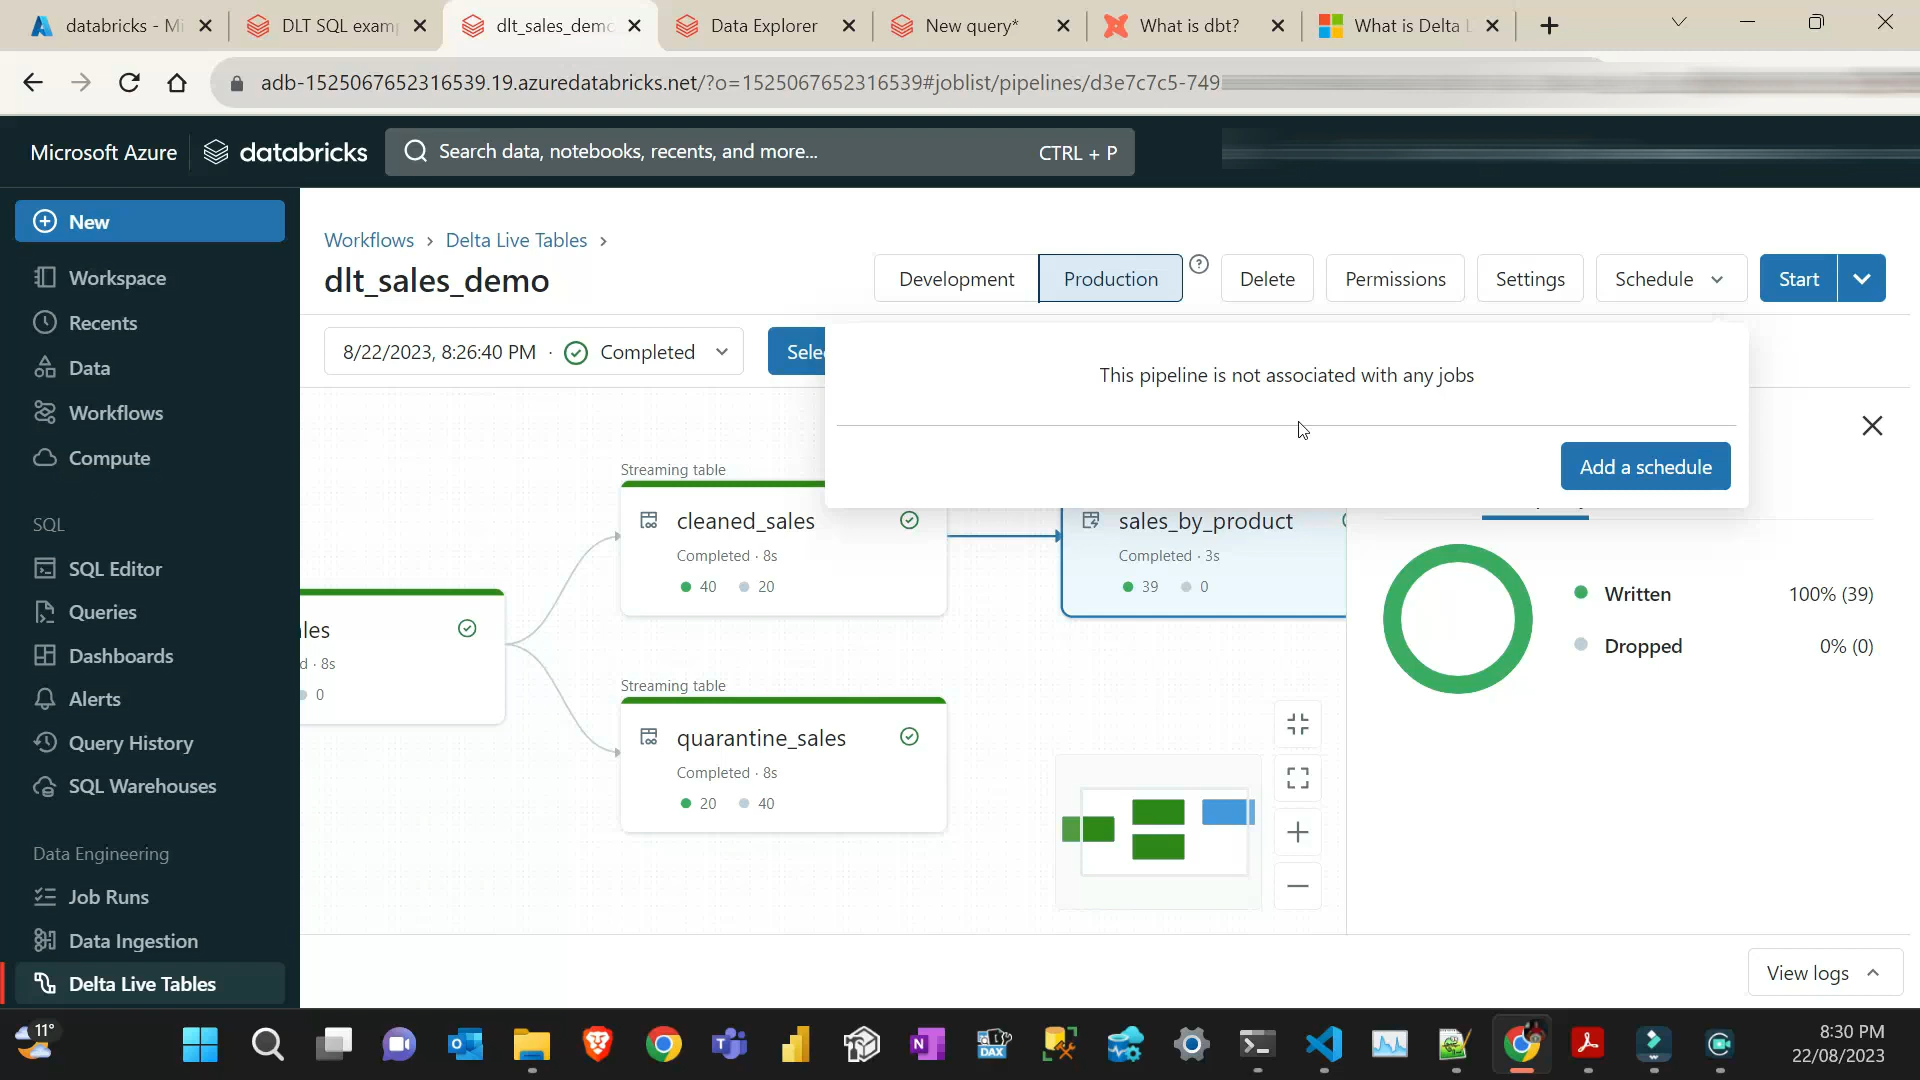 databricks - Mi
DLT SQL examp
dlt_sales_demo
Data Explorer
New query*
What is dbt?
What is Delta L
adb-1525067652316539.19.azuredatabricks.net/?o=1525067652316539#joblist/pipelines/d3e7c7c5-749
Microsoft Azure
databricks
Search data, notebooks, recents, and more...
CTRL + P
New
Workspace
Recents
Data
Workflows
Compute
SQL
SQL Editor
Queries
Dashboards
Alerts
Query History
SQL Warehouses
Data Engineering
Job Runs
Data Ingestion
Delta Live Tables
Workflows › Delta Live Tables ›
dlt_sales_demo
Development
Production
Delete
Permissions
Settings
Schedule
Start
8/22/2023, 8:26:40 PM · Completed
Selec
This pipeline is not associated with any jobs
Add a schedule
les
d · 8s
0
Streaming table
cleaned_sales
Completed · 8s
40 20
Streaming table
quarantine_sales
Completed · 8s
20 40
sales_by_product
Completed · 3s
39 0
Written 100% (39)
Dropped 0% (0)
View logs
11°
N
DAX
8:30 PM
22/08/2023